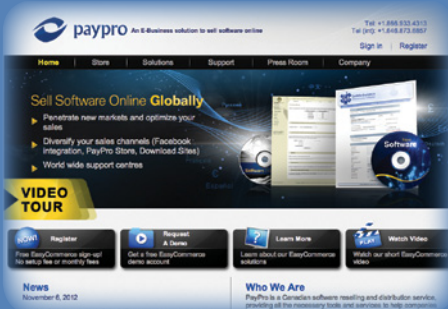 paypro An E-Business solution to sell software online
Tel: +1.866.933.4313
Tel (int): +1.849.873.6667
Sign in | Register
Home Store Solutions Support Press Room Company
Sell Software Online Globally
Penetrate new markets and optimize your
sales
Diversify your sales channels (Facebook
integration, PayPro Store, Download Sites)
World wide support centres
Software
VIDEO
TOUR
NOW! Register
Free EasyCommerce sign-up!
No setup fee or monthly fees
Request
A Demo
Get a free EasyCommerce
demo account
? Learn More
Learn about our EasyCommerce
solutions
PLAY Watch Video
Watch our short EasyCommerce
video
News
November 6, 2012
Who We Are
PayPro is a Canadian software reselling and distribution service,
providing all the necessary tools and services to help companies